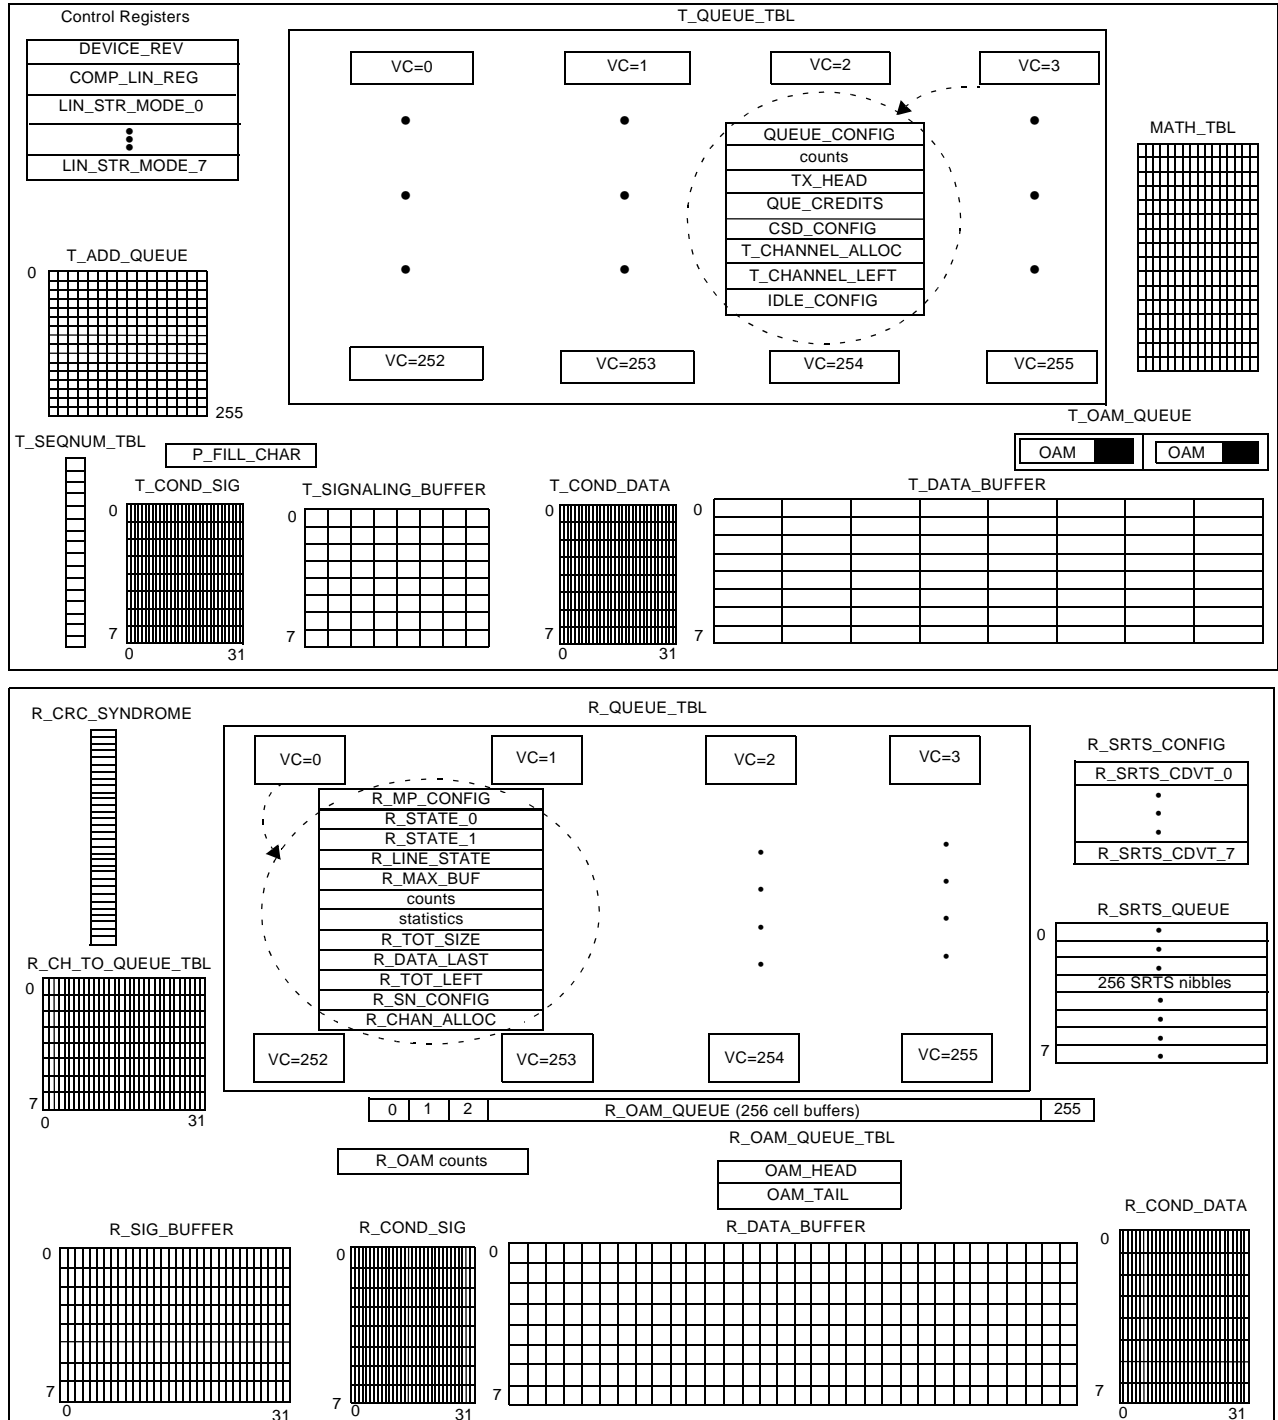 Control Registers
DEVICE_REV
COMP_LIN_REG
LIN_STR_MODE_0
LIN_STR_MODE_7
T_QUEUE_TBL
VC=0
VC=1
VC=2
VC=3
QUEUE_CONFIG
counts
TX_HEAD
QUE_CREDITS
CSD_CONFIG
T_CHANNEL_ALLOC
T_CHANNEL_LEFT
IDLE_CONFIG
VC=252
VC=253
VC=254
VC=255
MATH_TBL
T_ADD_QUEUE
0
255
T_OAM_QUEUE
OAM
OAM
T_SEQNUM_TBL
P_FILL_CHAR
T_COND_SIG
0
7
0
31
T_SIGNALING_BUFFER
0
7
T_COND_DATA
0
7
0
31
T_DATA_BUFFER
0
7
R_CRC_SYNDROME
R_QUEUE_TBL
VC=0
VC=1
VC=2
VC=3
R_MP_CONFIG
R_STATE_0
R_STATE_1
R_LINE_STATE
R_MAX_BUF
counts
statistics
R_TOT_SIZE
R_DATA_LAST
R_TOT_LEFT
R_SN_CONFIG
R_CHAN_ALLOC
VC=252
VC=253
VC=254
VC=255
R_SRTS_CONFIG
R_SRTS_CDVT_0
R_SRTS_CDVT_7
R_SRTS_QUEUE
0
256 SRTS nibbles
7
R_CH_TO_QUEUE_TBL
0
7
0
31
0
1
2
R_OAM_QUEUE (256 cell buffers)
255
R_OAM counts
R_OAM_QUEUE_TBL
OAM_HEAD
OAM_TAIL
R_SIG_BUFFER
0
7
0
31
R_COND_SIG
0
7
0
31
R_DATA_BUFFER
0
7
R_COND_DATA
0
7
0
31